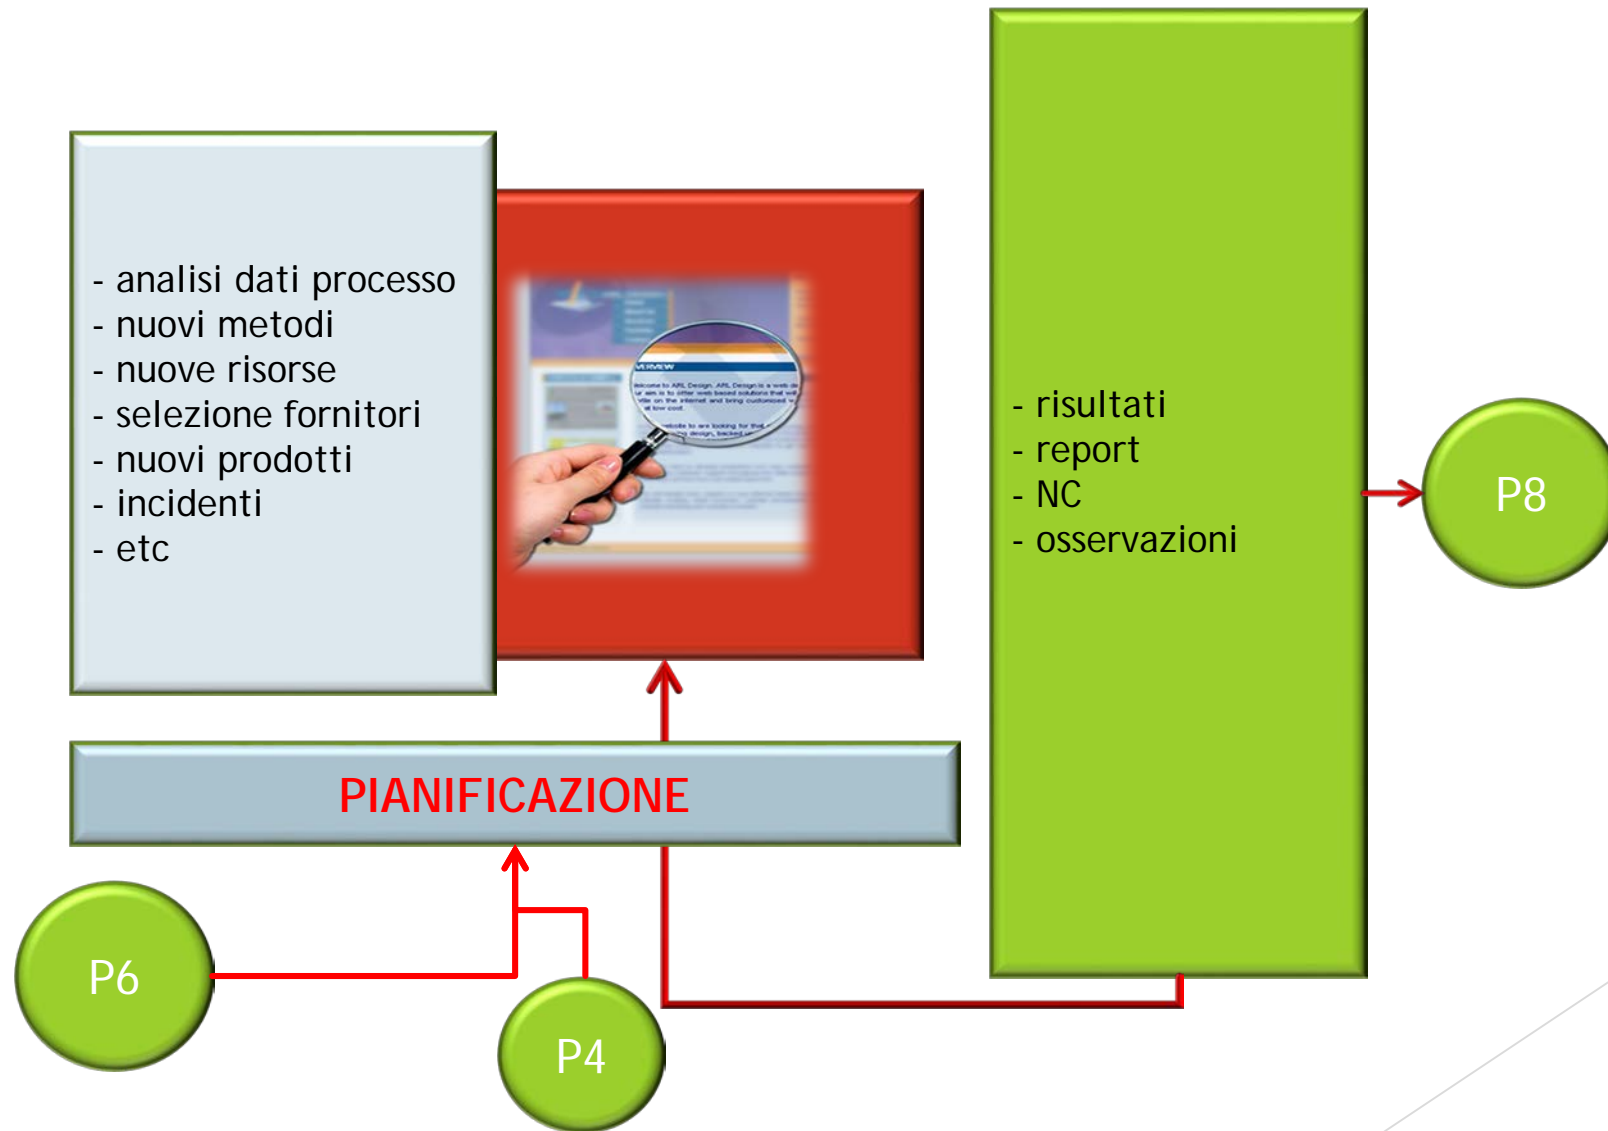 - analisi dati processo
- nuovi metodi
- nuove risorse
- selezione fornitori
- nuovi prodotti
- incidenti
- etc
- risultati
- report
- NC
- osservazioni
P8
PIANIFICAZIONE
P6
P4